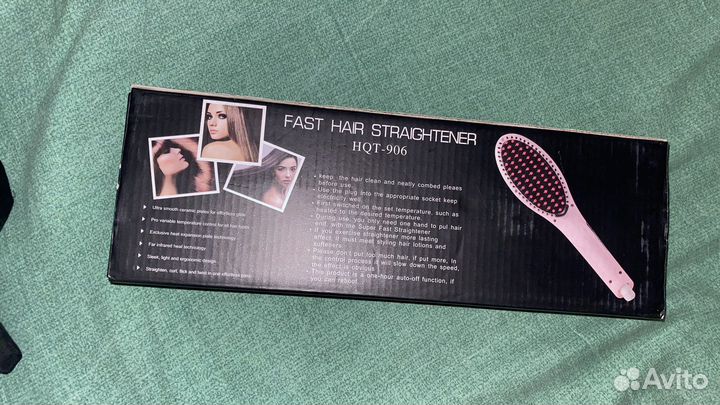 FAST HAIR STRAIGHTENER
HQT-906
• keep the hair clean and neatly combed pleaes
before use.
• Use the plug into the appropriate socket keep
electricity well.
• First switched on the set temperature, such as
heated to the desired temperature.
• During use, you only need one hand to pull hair
end with the Super Fast Straightener
• if you exercise straightener more lasting
effect, it must meet styling hair lotions and
sufteners.
• Please don't put too much hair, if put more, In
the control process it will slow down the speed,
the effect is obvious
• This product is a one-hour auto-off function, if
you can reboot.
• Ultra smooth ceramic plates for effortless glide
• Pro variable temperature control for all hair types
• Exclusive heat expansion plate technology
• Far infrared heat technology
• Sleek, light and ergonomic design.
• Straighten, curl, flick and twist in one effortless pass
Avito